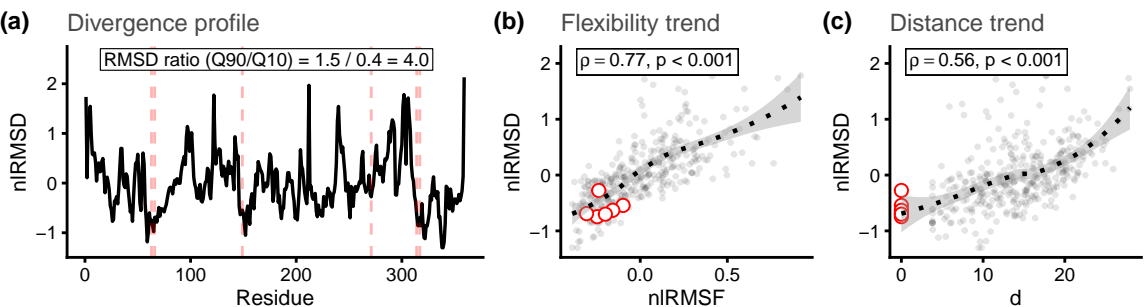 (a) Divergence profile
RMSD ratio (Q90/Q10) = 1.5 / 0.4 = 4.0
nlRMSD
2
1
0
−1
0
100
200
300
Residue
(b) Flexibility trend
ρ = 0.77, p < 0.001
nlRMSD
2
1
0
−1
0.0
0.5
nlRMSF
(c) Distance trend
ρ = 0.56, p < 0.001
nlRMSD
2
1
0
−1
0
10
20
d